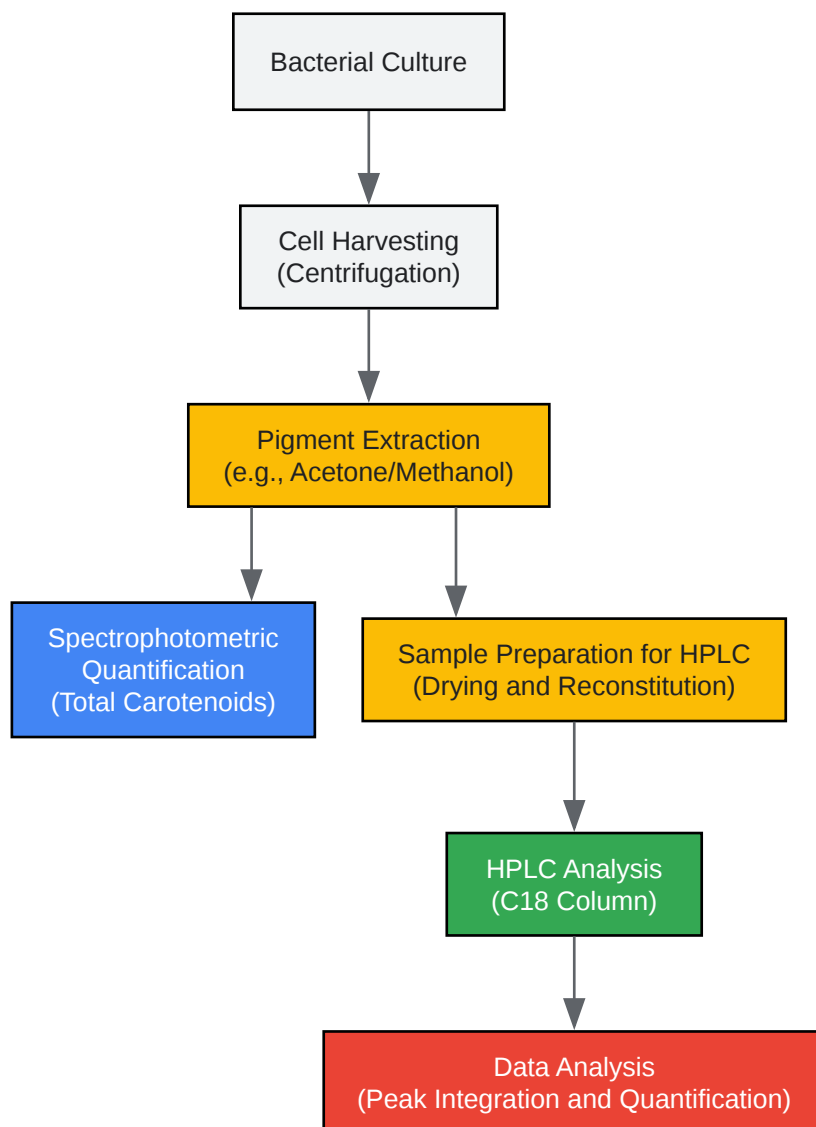 Bacterial Culture
Cell Harvesting
(Centrifugation)
Pigment Extraction
(e.g., Acetone/Methanol)
Spectrophotometric
Quantification
(Total Carotenoids)
Sample Preparation for HPLC
(Drying and Reconstitution)
HPLC Analysis
(C18 Column)
Data Analysis
(Peak Integration and Quantification)